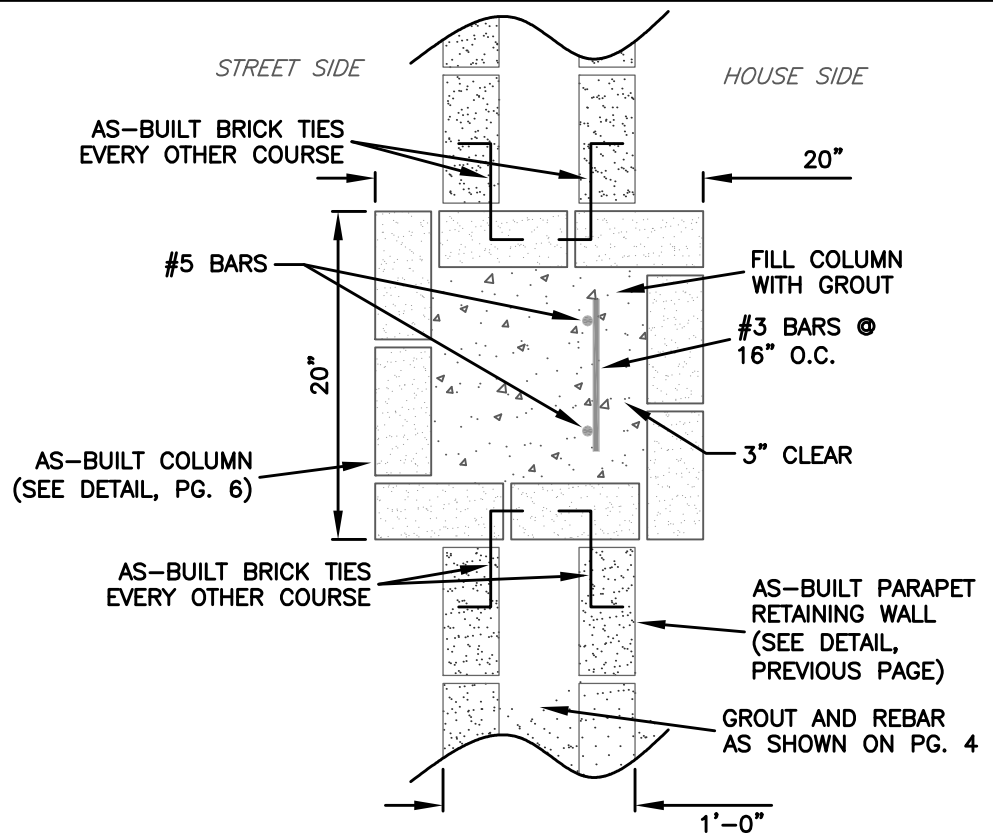 STREET SIDE
HOUSE SIDE
AS-BUILT BRICK TIES
EVERY OTHER COURSE
20"
#5 BARS
FILL COLUMN
WITH GROUT
#3 BARS @
16" O.C.
20"
3" CLEAR
AS-BUILT COLUMN
(SEE DETAIL, PG. 6)
AS-BUILT BRICK TIES
EVERY OTHER COURSE
AS-BUILT PARAPET
RETAINING WALL
(SEE DETAIL,
PREVIOUS PAGE)
GROUT AND REBAR
AS SHOWN ON PG. 4
1'-0"